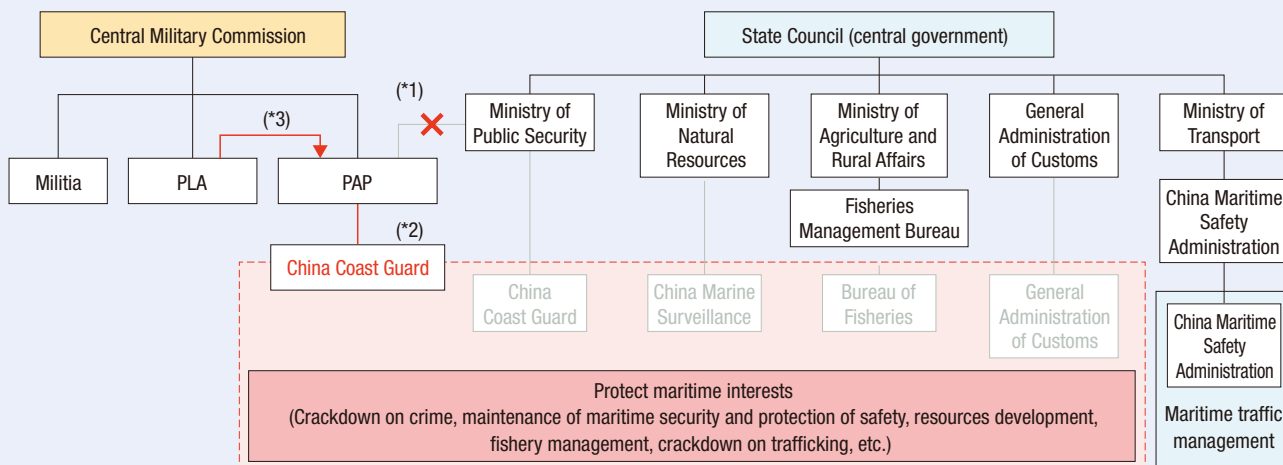 Central Military Commission
State Council (central government)
(*1)
(*3)
Ministry of
Public Security
Ministry of
Natural
Resources
Ministry of
Agriculture and
Rural Affairs
General
Administration
of Customs
Ministry of
Transport
Militia
PLA
PAP
Fisheries
Management Bureau
China Maritime
Safety
Administration
(*2)
China Coast Guard
China
Coast Guard
China Marine
Surveillance
Bureau of
Fisheries
General
Administration
of Customs
China Maritime
Safety
Administration
Protect maritime interests
(Crackdown on crime, maintenance of maritime security and protection of safety, resources development,
fishery management, crackdown on trafficking, etc.)
Maritime traffic
management